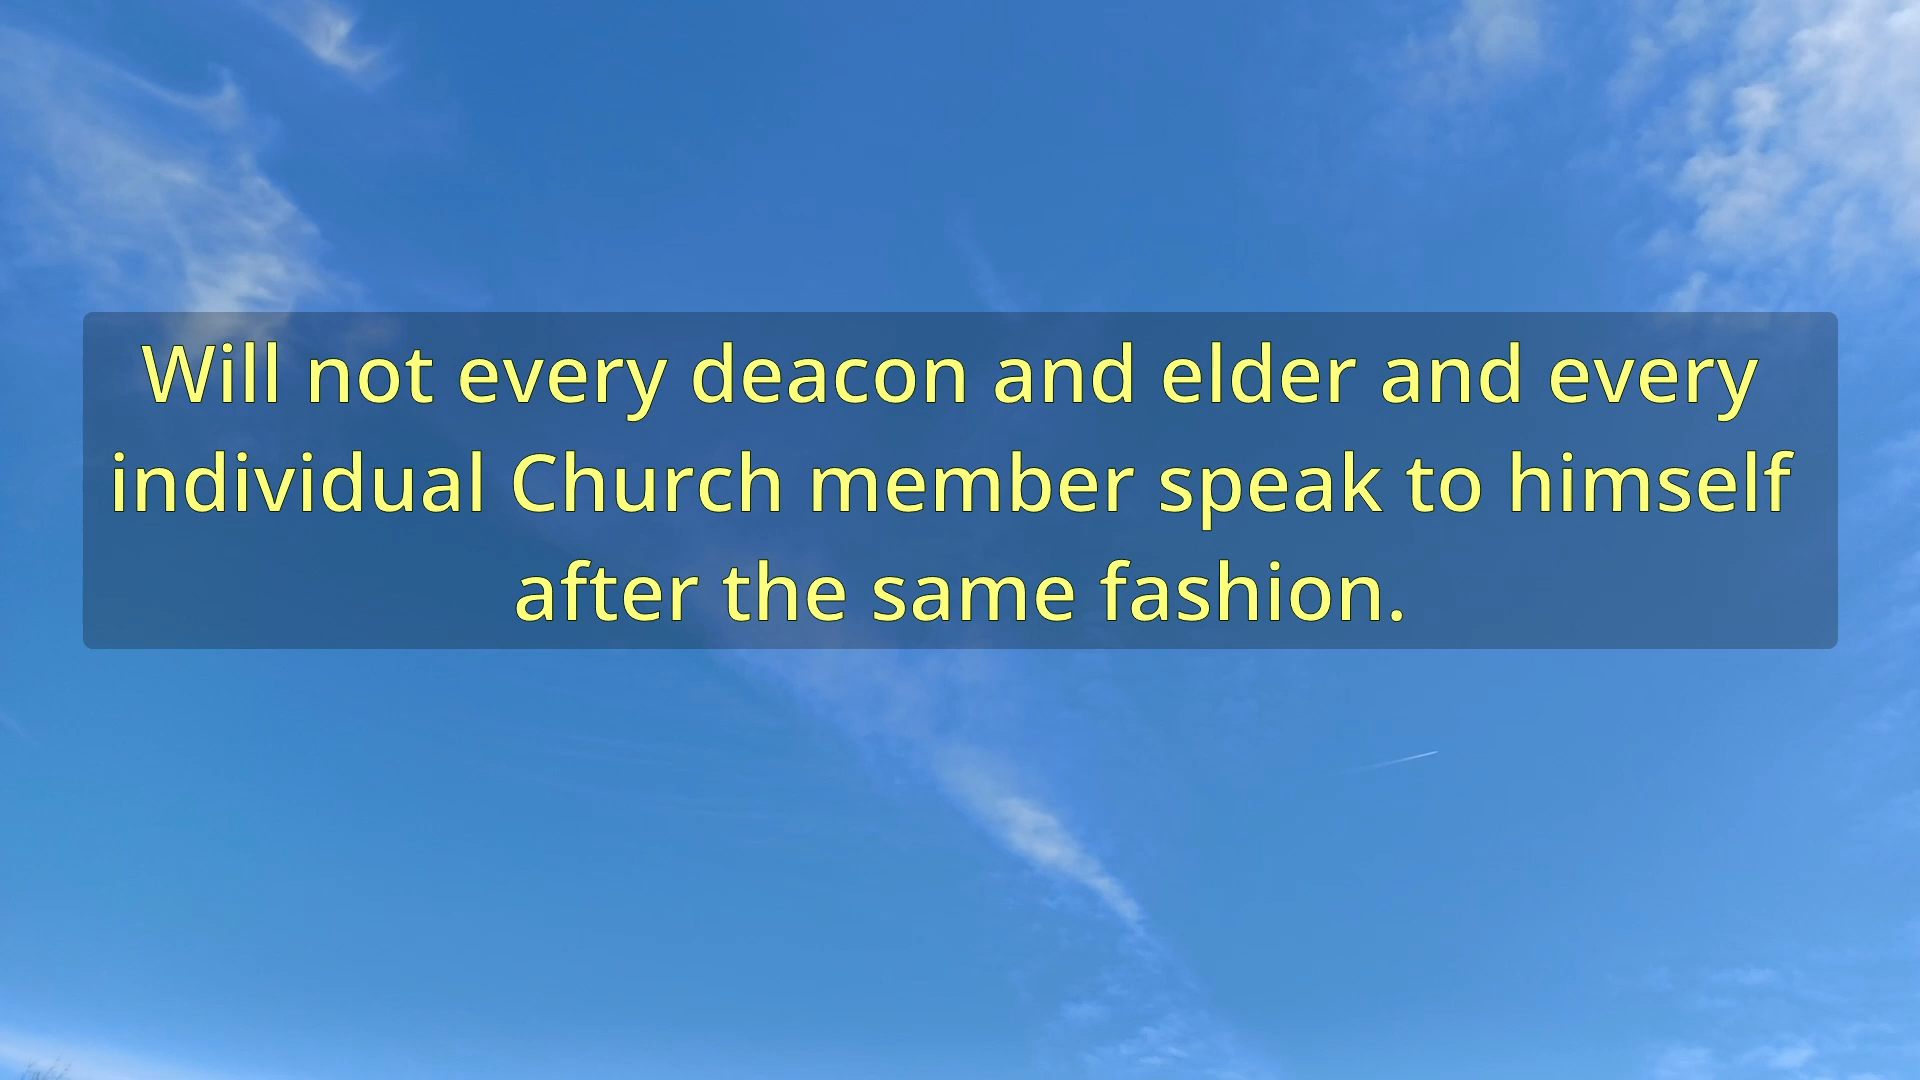 Will not every deacon and elder and every
individual Church member speak to himself
after the same fashion.